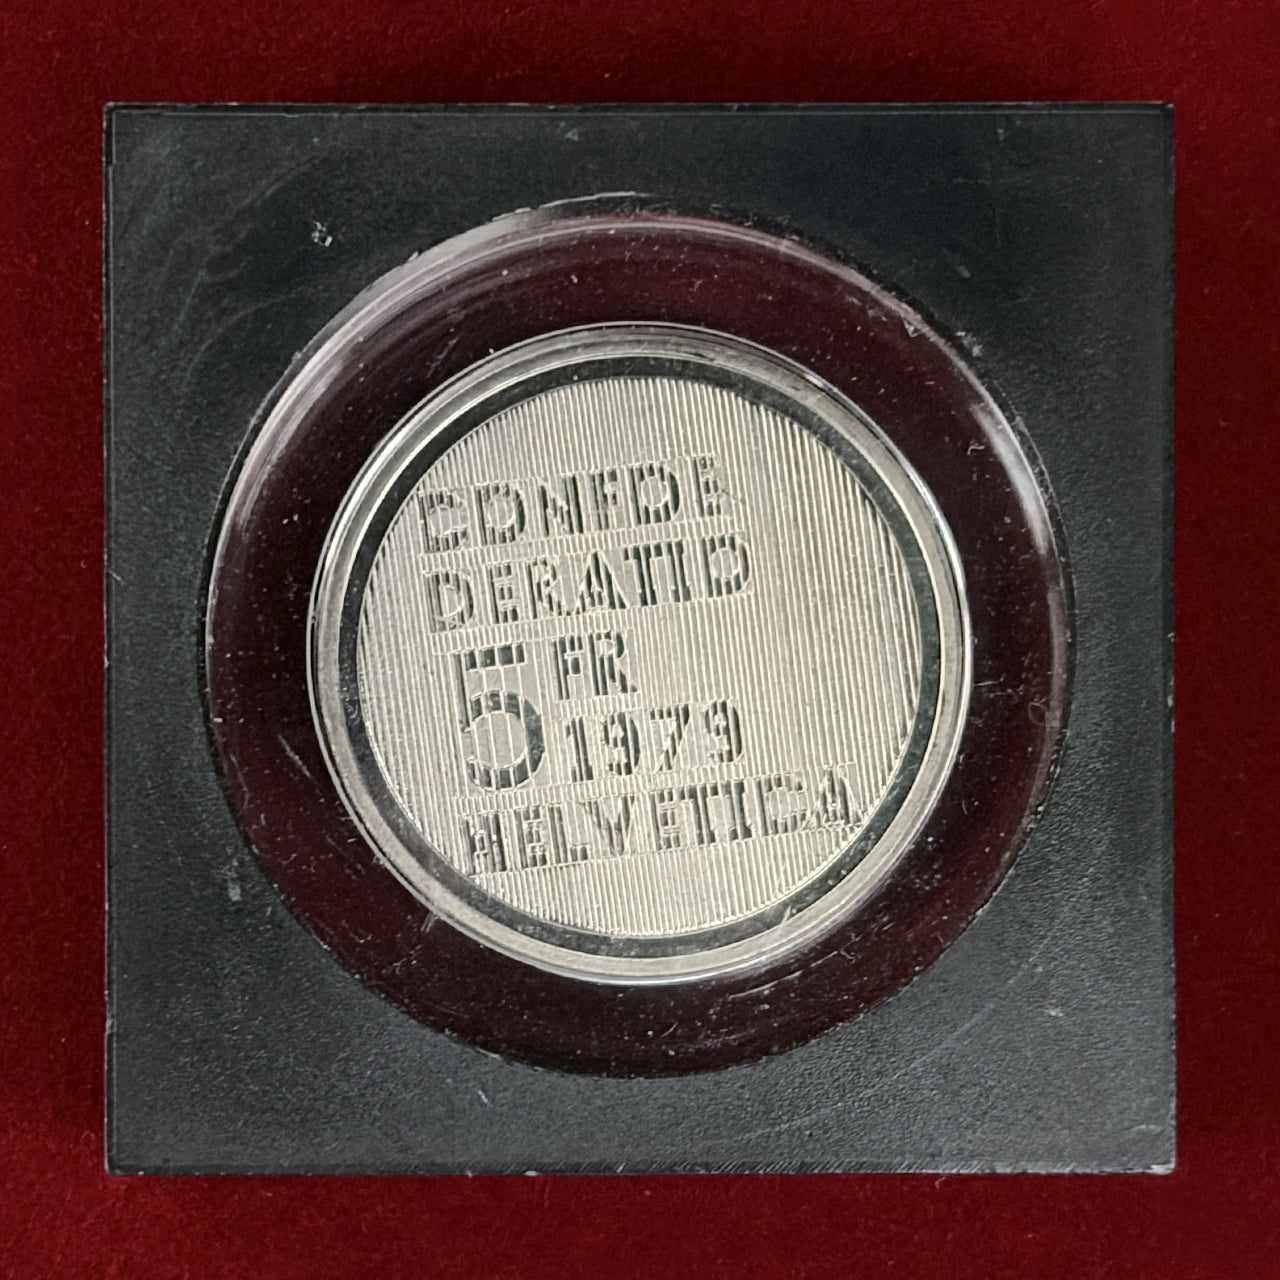 CONFOE
DERATIO
5 FR
1979
HELVETICA